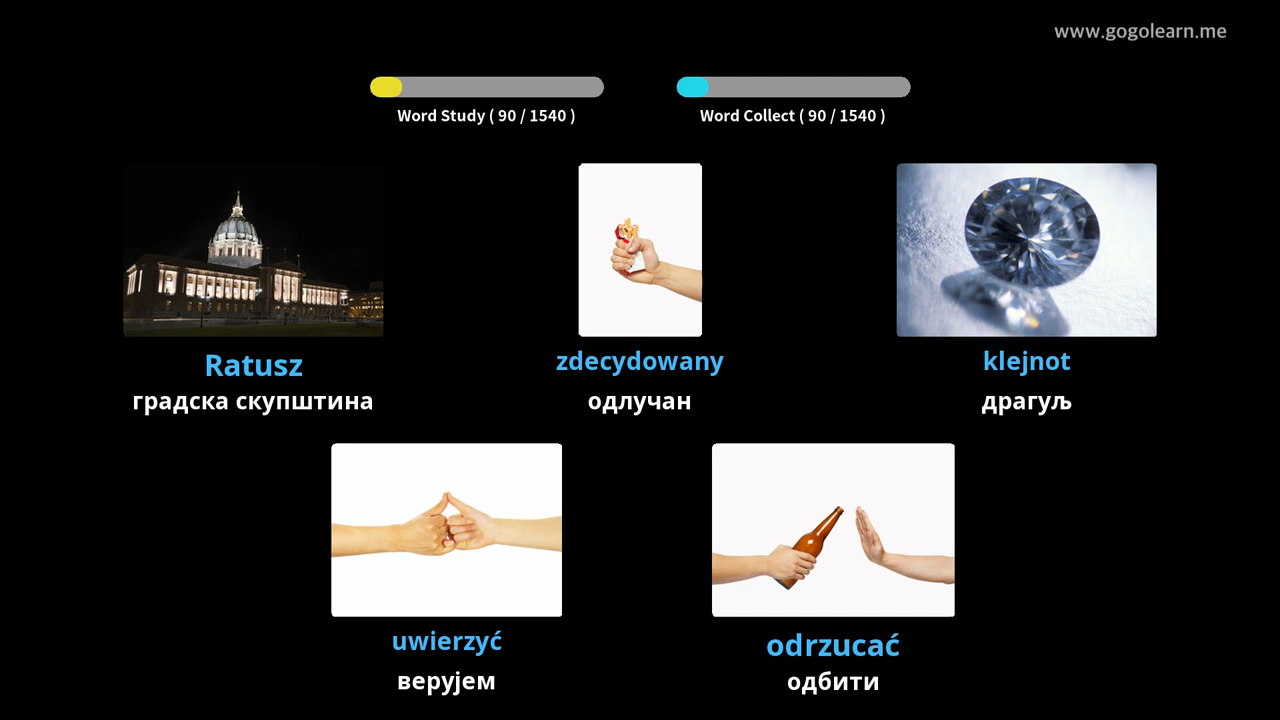 www.gogolearn.me
Word Study ( 90 / 1540 )
Word Collect ( 90 / 1540 )
Ratusz
градска скупштина
zdecydowany
одлучан
klejnot
драгуљ
uwierzyć
верујем
odrzucać
одбити